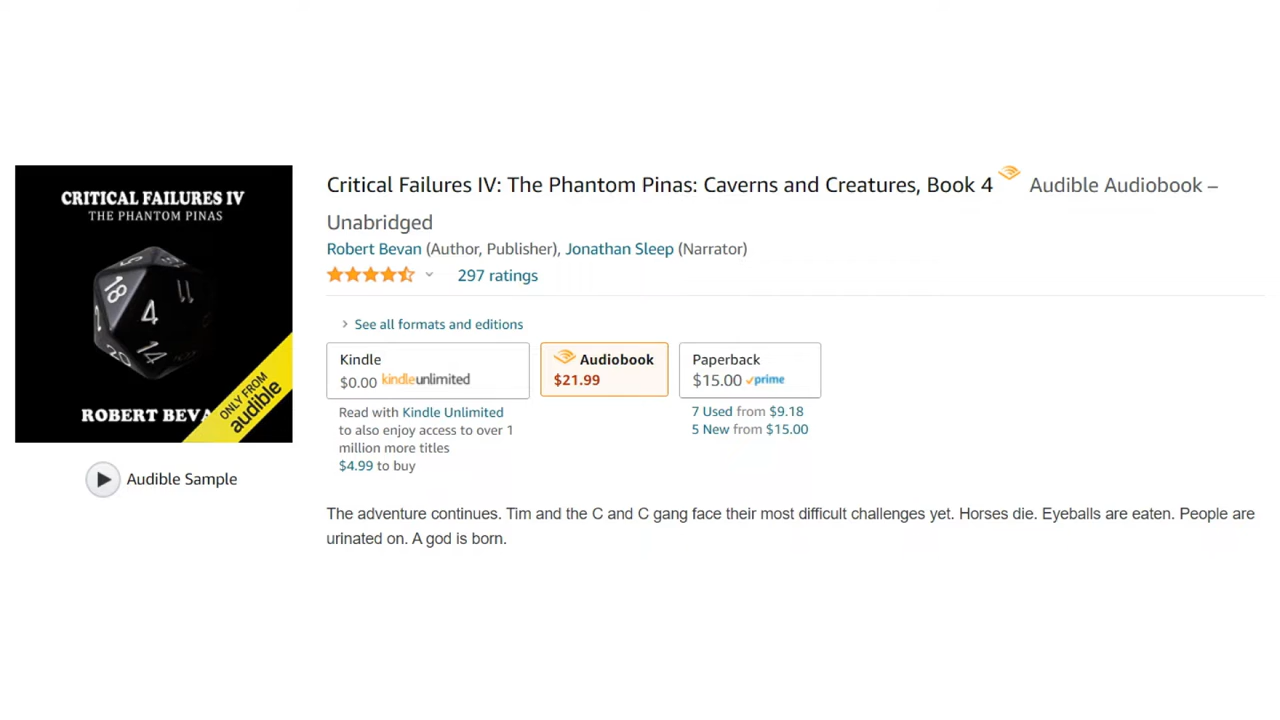 CRITICAL FAILURES IV
THE PHANTOM PINAS
18
11
4
14
20
ROBERT BEVA
ONLY FROM
audible
Audible Sample
Critical Failures IV: The Phantom Pinas: Caverns and Creatures, Book 4 Audible Audiobook –
Unabridged
Robert Bevan (Author, Publisher), Jonathan Sleep (Narrator)
297 ratings
See all formats and editions
Kindle
$0.00 kindleunlimited
Audiobook
$21.99
Paperback
$15.00 prime
Read with Kindle Unlimited
to also enjoy access to over 1
million more titles
$4.99 to buy
7 Used from $9.18
5 New from $15.00
The adventure continues. Tim and the C and C gang face their most difficult challenges yet. Horses die. Eyeballs are eaten. People are
urinated on. A god is born.